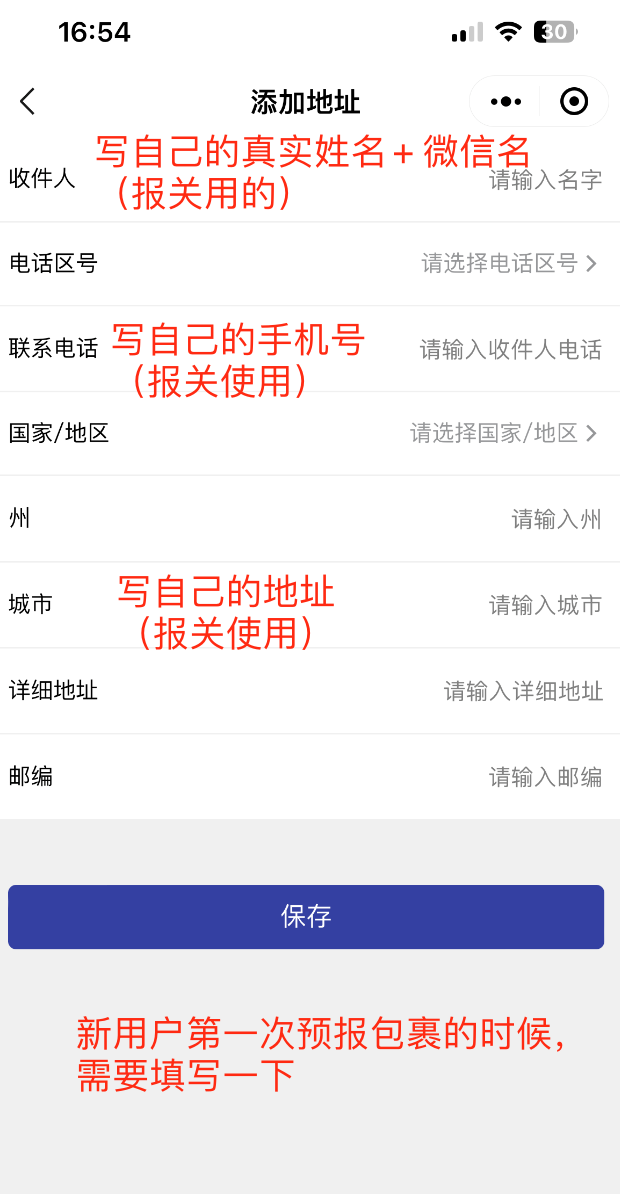 16:54
30
添加地址
写自己的真实姓名+微信名
收件人
请输入名字
（报关用的）
电话区号
请选择电话区号
联系电话
写自己的手机号
请输入收件人电话
（报关使用）
国家/地区
请选择国家/地区
州
请输入州
写自己的地址
城市
请输入城市
（报关使用）
详细地址
请输入详细地址
邮编
请输入邮编
保存
新用户第一次预报包裹的时候,
需要填写一下